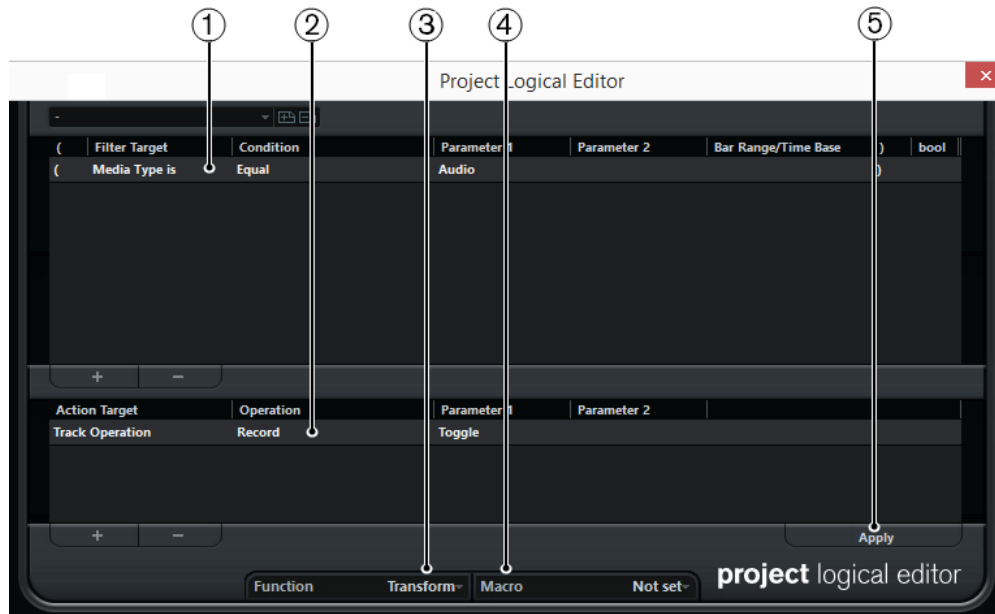 1 2 3 4 5
Project Logical Editor
-
( Filter Target Condition Parameter 1 Parameter 2 Bar Range/Time Base ) bool
( Media Type is Equal Audio )
+ −
Action Target Operation Parameter 1 Parameter 2
Track Operation Record Toggle
+ − Apply
Function Transform Macro Not set
project logical editor